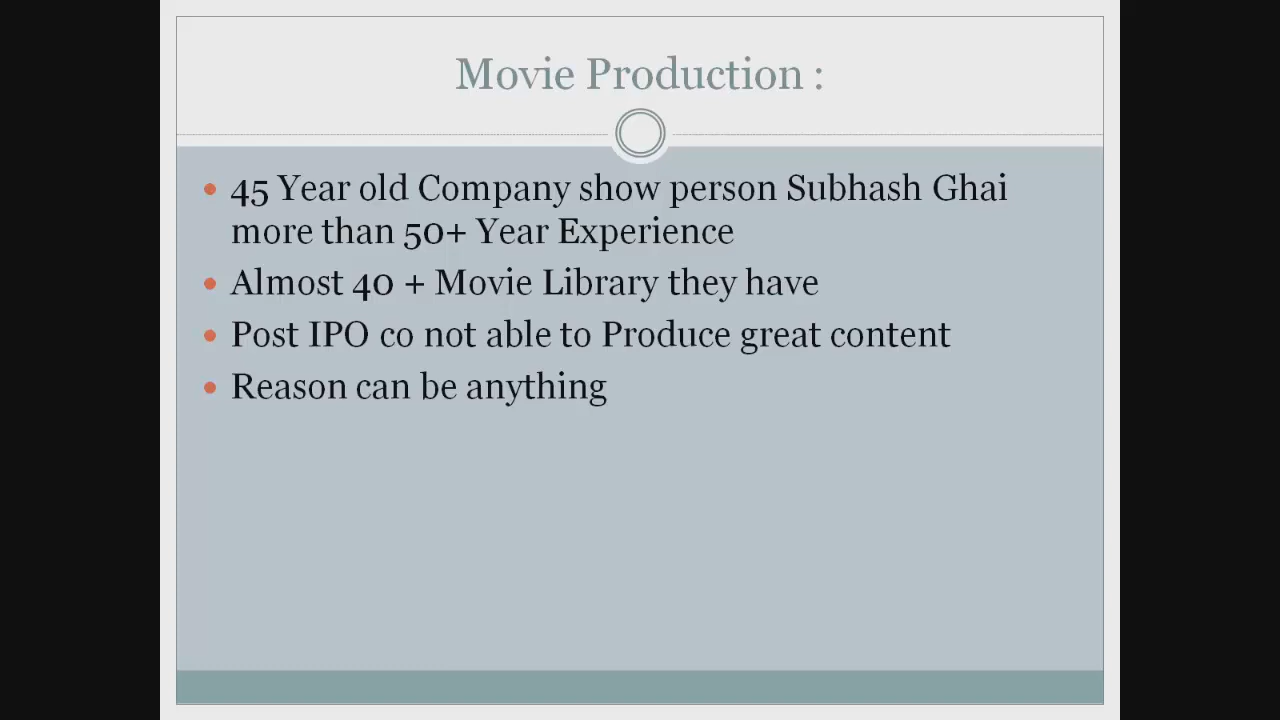 Movie Production :
45 Year old Company show person Subhash Ghai
more than 50+ Year Experience
Almost 40 + Movie Library they have
Post IPO co not able to Produce great content
Reason can be anything